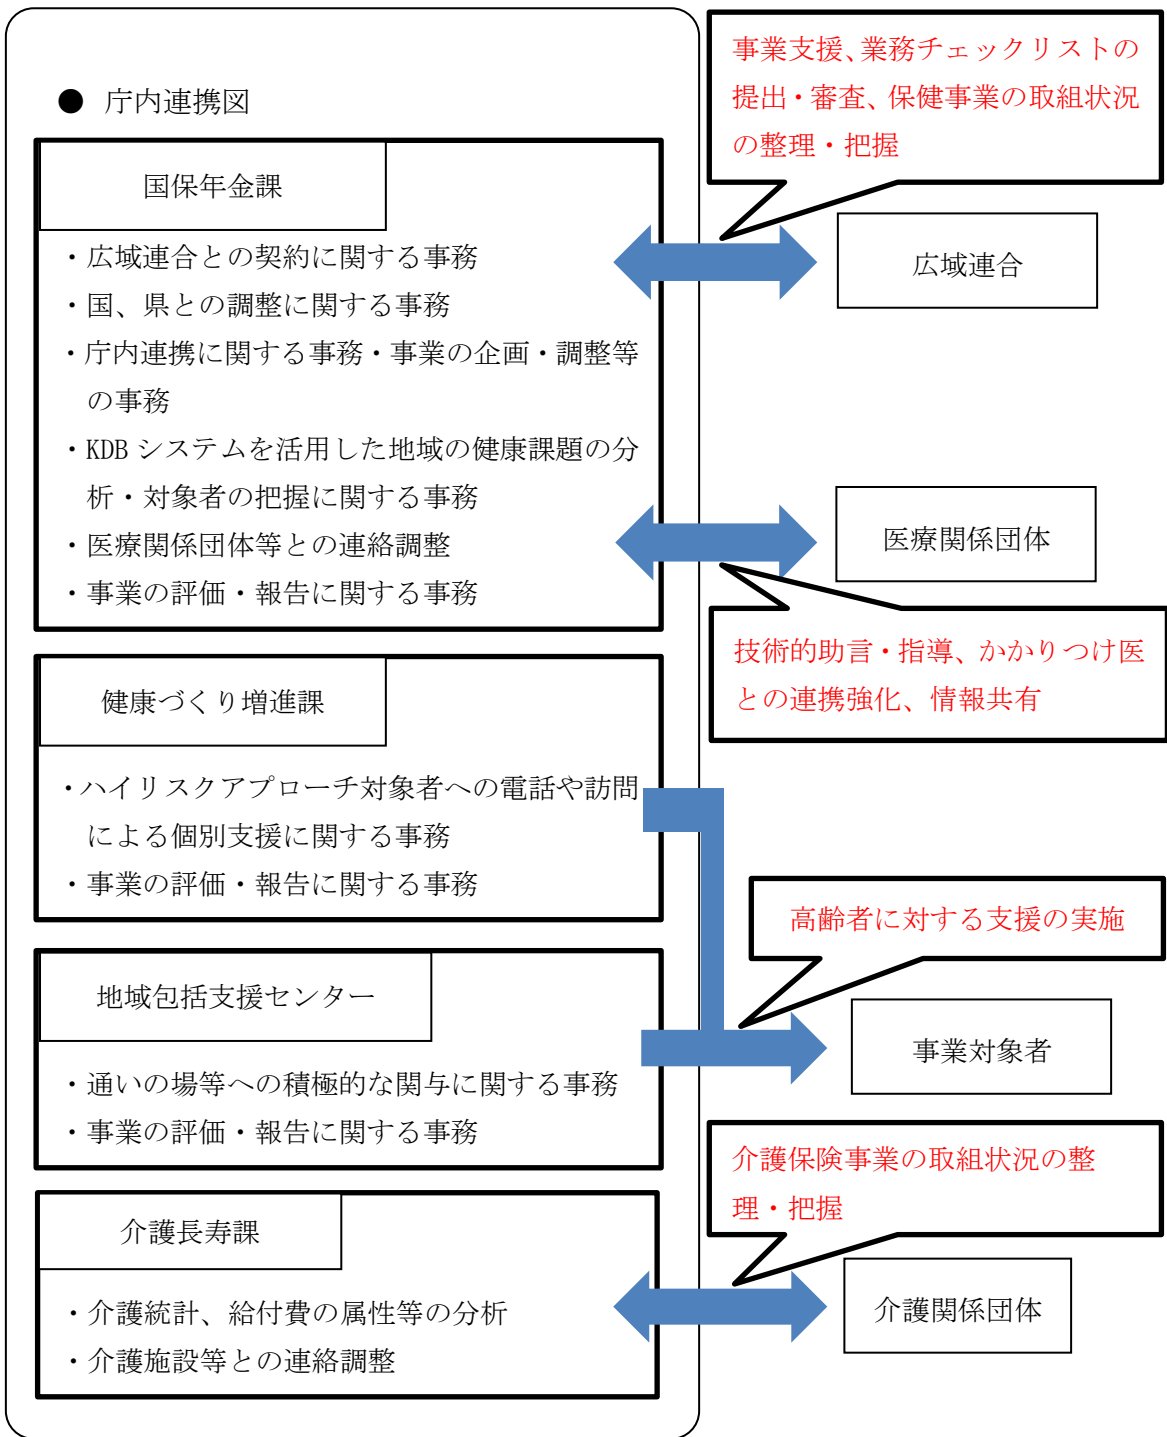 ● 庁内連携図
国保年金課
・広域連合との契約に関する事務
・国、県との調整に関する事務
・庁内連携に関する事務・事業の企画・調整等
の事務
・KDB システムを活用した地域の健康課題の分
析・対象者の把握に関する事務
・医療関係団体等との連絡調整
・事業の評価・報告に関する事務
事業支援、業務チェックリストの
提出・審査、保健事業の取組状況
の整理・把握
広域連合
医療関係団体
技術的助言・指導、かかりつけ医
との連携強化、情報共有
健康づくり増進課
・ハイリスクアプローチ対象者への電話や訪問
による個別支援に関する事務
・事業の評価・報告に関する事務
高齢者に対する支援の実施
地域包括支援センター
・通いの場等への積極的な関与に関する事務
・事業の評価・報告に関する事務
事業対象者
介護保険事業の取組状況の整
理・把握
介護長寿課
・介護統計、給付費の属性等の分析
・介護施設等との連絡調整
介護関係団体